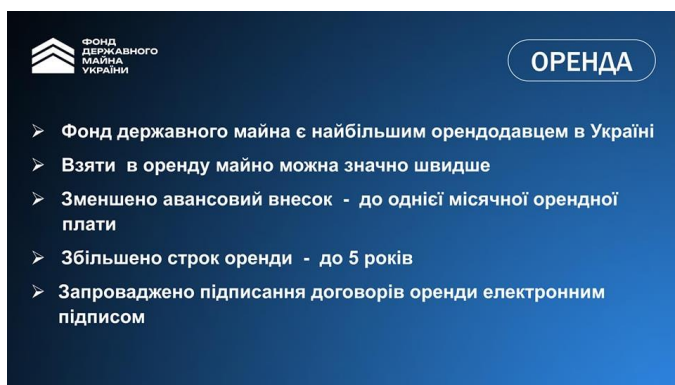 ФОНД
ДЕРЖАВНОГО
МАЙНА
УКРАЇНИ
ОРЕНДА
➢ Фонд державного майна є найбільшим орендодавцем в Україні
➢ Взяти в оренду майно можна значно швидше
➢ Зменшено авансовий внесок - до однієї місячної орендної
плати
➢ Збільшено строк оренди - до 5 років
➢ Запроваджено підписання договорів оренди електронним
підписом